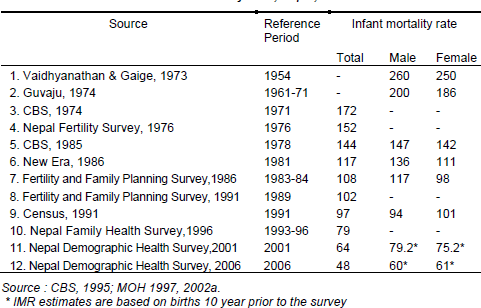 Source Reference Period Infant mortality rate
Total Male Female
1. Vaidhyanathan & Gaige, 1973 1954 - 260 250
2. Guvaju, 1974 1961-71 - 200 186
3. CBS, 1974 1971 172 - -
4. Nepal Fertility Survey, 1976 1976 152 - -
5. CBS, 1985 1978 144 147 142
6. New Era, 1986 1981 117 136 111
7. Fertility and Family Planning Survey,1986 1983-84 108 117 98
8. Fertility and Family Planning Survey, 1991 1989 102 - -
9. Census, 1991 1991 97 94 101
10. Nepal Family Health Survey,1996 1993-96 79 - -
11. Nepal Demographic Health Survey,2001 2001 64 79.2* 75.2*
12. Nepal Demographic Health Survey, 2006 2006 48 60* 61*
Source : CBS, 1995; MOH 1997, 2002a.
* IMR estimates are based on births 10 year prior to the survey